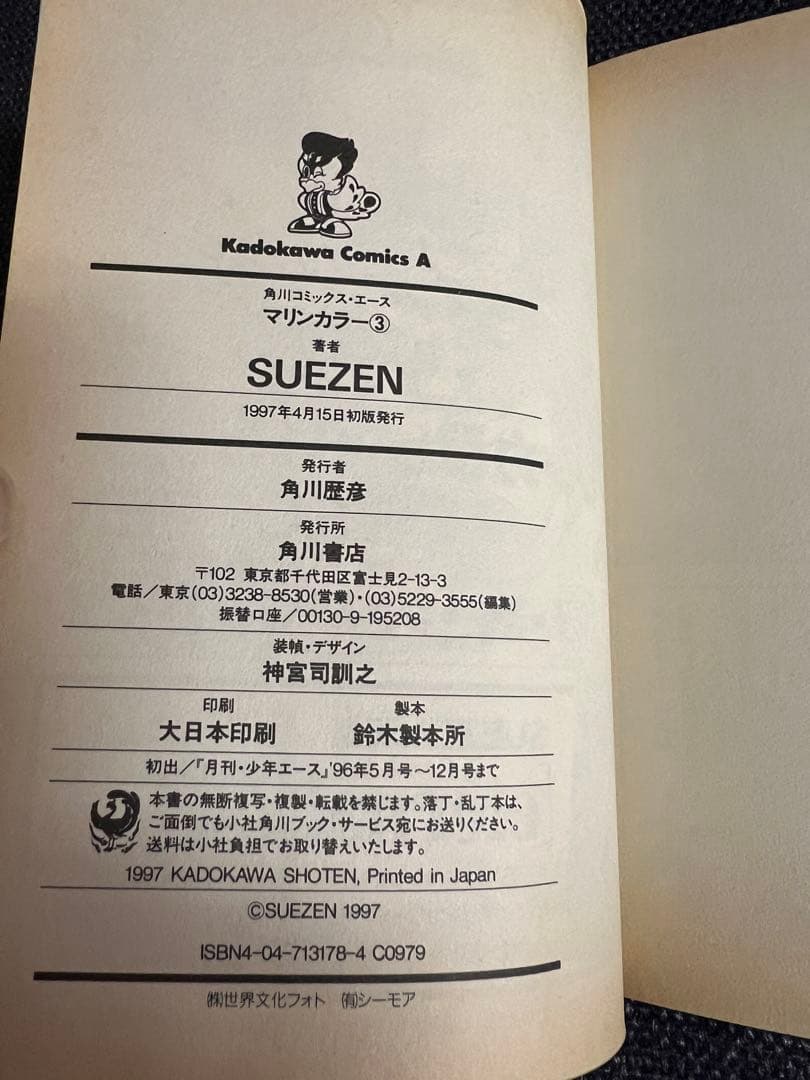 Kadokawa Comics A
角川コミックス・エース
マリンカラー③
著者
SUEZEN
1997年4月15日初版発行
発行者
角川歴彦
発行所
角川書店
〒102 東京都千代田区富士見2-13-3
電話/東京(03)3238-8530(営業)・(03)5229-3555(編集)
振替口座/00130-9-195208
装幀・デザイン
神宮司訓之
印刷 製本
大日本印刷 鈴木製本所
初出/『月刊・少年エース』'96年5月号～12月号まで
本書の無断複写・複製・転載を禁じます。落丁・乱丁本は、
ご面倒でも小社角川ブック・サービス宛にお送りください。
送料は小社負担でお取り替えいたします。
1997 KADOKAWA SHOTEN, Printed in Japan
©SUEZEN 1997
ISBN4-04-713178-4 C0979
㈱世界文化フォト ㈲シーモア